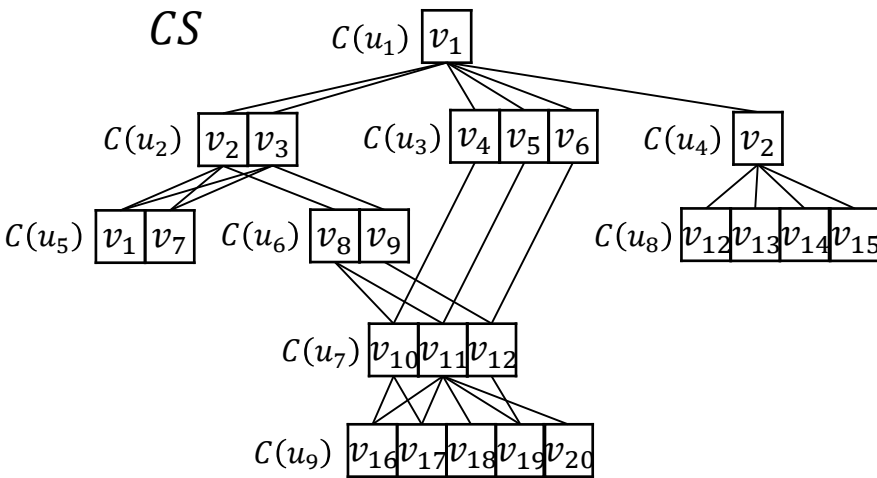 CS
C(u₁) v₁
C(u₂) v₂ v₃ C(u₃) v₄ v₅ v₆ C(u₄) v₂
C(u₅) v₁ v₇ C(u₆) v₈ v₉ C(u₈) v₁₂ v₁₃ v₁₄ v₁₅
C(u₇) v₁₀ v₁₁ v₁₂
C(u₉) v₁₆ v₁₇ v₁₈ v₁₉ v₂₀